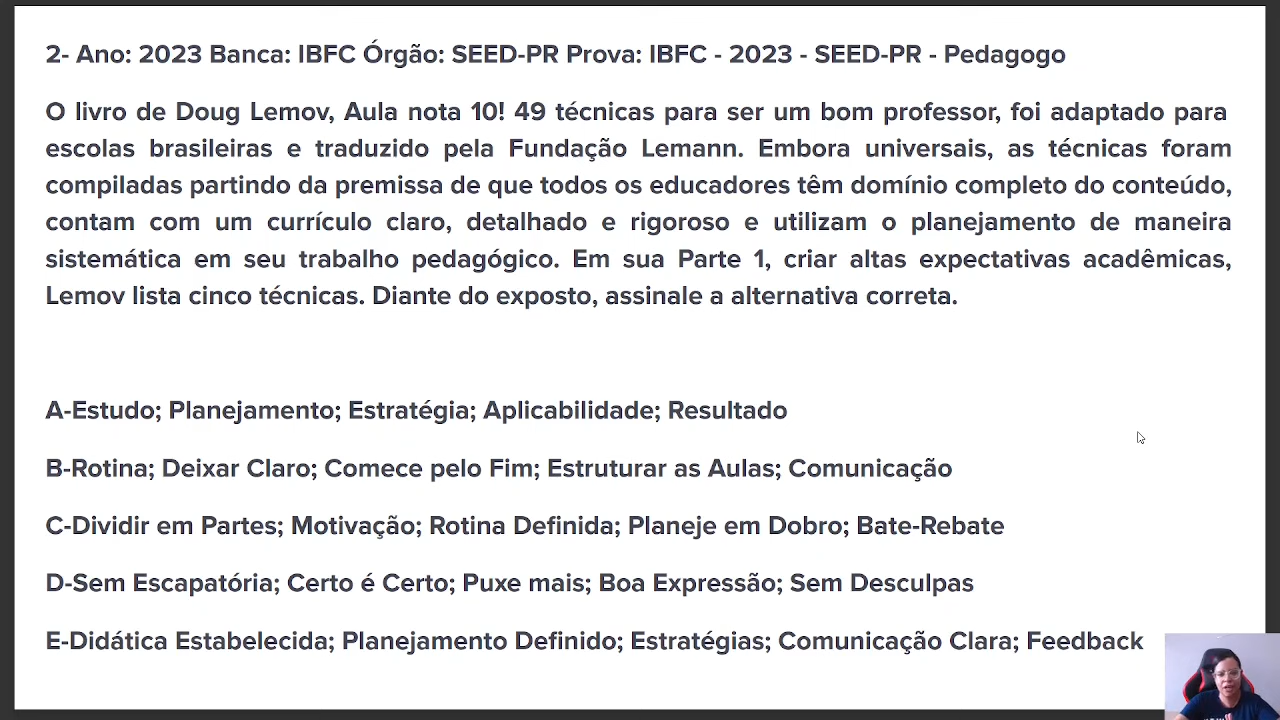 2- Ano: 2023 Banca: IBFC Órgão: SEED-PR Prova: IBFC - 2023 - SEED-PR - Pedagogo
O livro de Doug Lemov, Aula nota 10! 49 técnicas para ser um bom professor, foi adaptado para
escolas brasileiras e traduzido pela Fundação Lemann. Embora universais, as técnicas foram
compiladas partindo da premissa de que todos os educadores têm domínio completo do conteúdo,
contam com um currículo claro, detalhado e rigoroso e utilizam o planejamento de maneira
sistemática em seu trabalho pedagógico. Em sua Parte 1, criar altas expectativas acadêmicas,
Lemov lista cinco técnicas. Diante do exposto, assinale a alternativa correta.
A-Estudo; Planejamento; Estratégia; Aplicabilidade; Resultado
B-Rotina; Deixar Claro; Comece pelo Fim; Estruturar as Aulas; Comunicação
C-Dividir em Partes; Motivação; Rotina Definida; Planeje em Dobro; Bate-Rebate
D-Sem Escapatória; Certo é Certo; Puxe mais; Boa Expressão; Sem Desculpas
E-Didática Estabelecida; Planejamento Definido; Estratégias; Comunicação Clara; Feedback